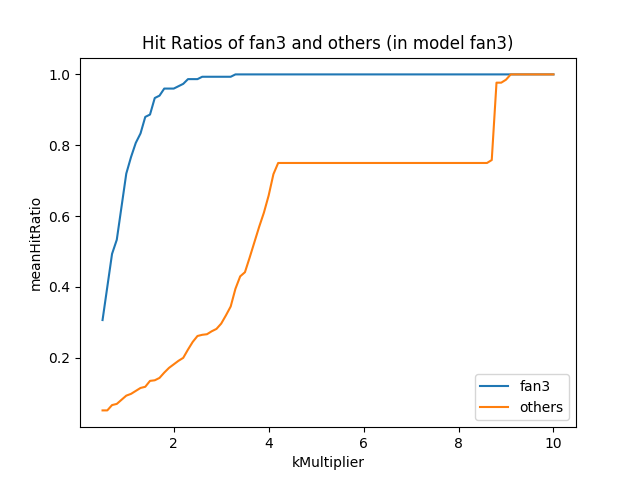 Hit Ratios of fan3 and others (in model fan3)
1.0
0.8
0.6
0.4
0.2
meanHitRatio
2
4
6
8
10
kMultiplier
fan3
others